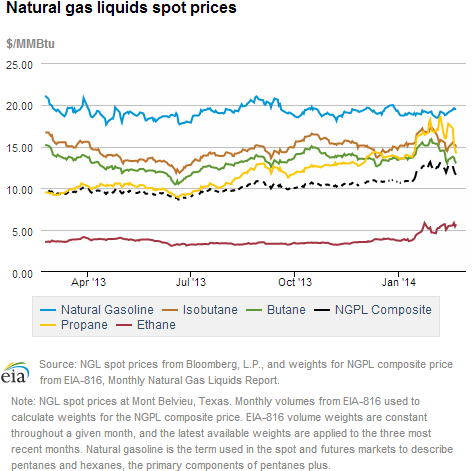 Natural gas liquids spot prices
$/MMBtu
25.00
20.00
15.00
10.00
5.00
0.00
Apr '13
Jul '13
Oct '13
Jan '14
Natural Gasoline Isobutane Butane NGPL Composite
Propane Ethane
eia
Source: NGL spot prices from Bloomberg, L.P., and weights for NGPL composite price
from EIA-816, Monthly Natural Gas Liquids Report.
Note: NGL spot prices at Mont Belvieu, Texas. Monthly volumes from EIA-816 used to
calculate weights for the NGPL composite price. EIA-816 volume weights are constant
throughout a given month, and the latest available weights are applied to the three most
recent months. Natural gasoline is the term used in the spot and futures markets to describe
pentanes and hexanes, the primary components of pentanes plus.